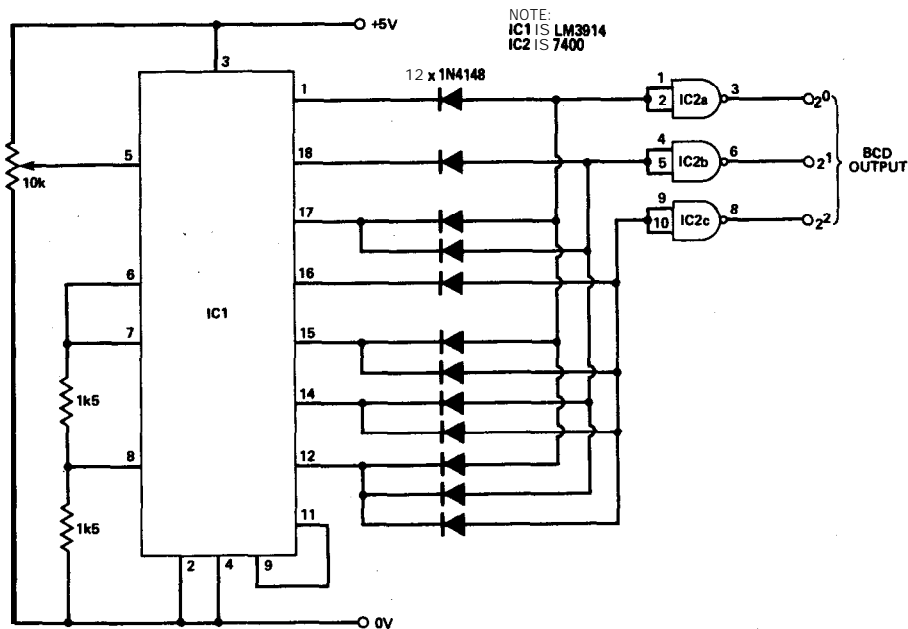 NOTE:
IC1 IS LM3914
IC2 IS 7400
+5V
3
12 x 1N4148
1
1
2
IC2a
3
2⁰
5
10k
18
4
5
IC2b
6
2¹
BCD
OUTPUT
17
9
10
IC2c
8
2²
6
16
IC1
7
15
1k5
14
8
12
11
1k5
2
4
9
0V